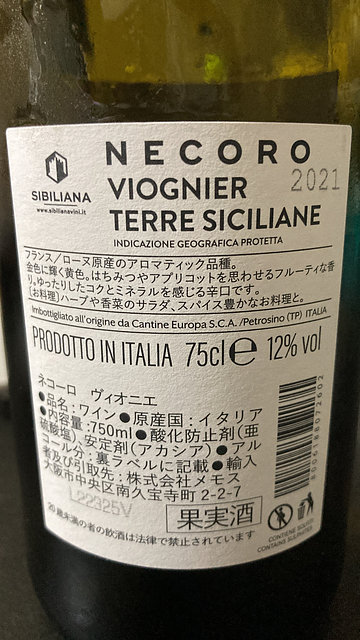 NECORO
SIBILIANA
www.sibilianavini.it
VIOGNIER
2021
TERRE SICILIANE
INDICAZIONE GEOGRAFICA PROTETTA
フランス/ローヌ原産のアロマティック品種。
金色に輝く黄色。はちみつやアプリコットを思わせるフルーティな香
り。ゆったりしたコクとミネラルを感じる辛口です。
[お料理]ハーブや香菜のサラダ、スパイス豊かなお料理と。
Imbottigliato all'origine da Cantine Europa S.C.A. /Petrosino (TP) ITALIA
PRODOTTO IN ITALIA 75cl e 12% vol
ネコーロ ヴィオニエ
●品名:ワイン●原産国:イタリア
●内容量:750ml●酸化防止剤(亜
硫酸塩)、安定剤(アカシア)●アル
コール分:裏ラベルに記載●輸入
者及び引取先:株式会社メモス
大阪市中央区南久宝寺町2-2-7
L22325V
果実酒
20歳未満の者の飲酒は法律で禁止されています
CONTIENE SOLFITI
CONTAINS SULPHITES